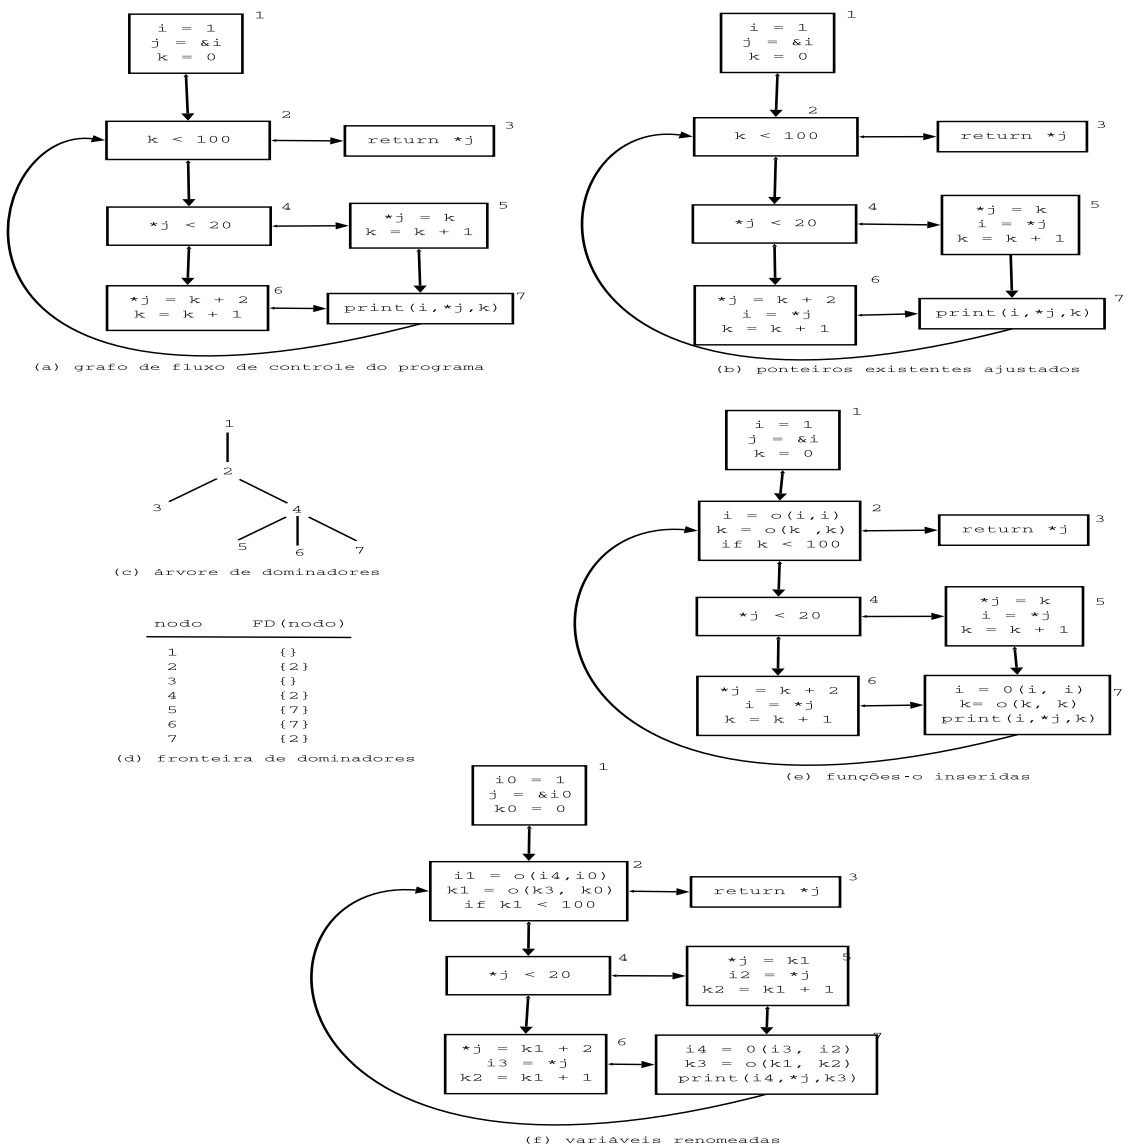 1
i = 1
j = &i
k = 0
2
k < 100
3
return *j
4
*j < 20
5
*j = k
k = k + 1
6
*j = k + 2
k = k + 1
7
print(i,*j,k)
(a) grafo de fluxo de controle do programa
1
i = 1
j = &i
k = 0
2
k < 100
3
return *j
4
*j < 20
5
*j = k
i = *j
k = k + 1
6
*j = k + 2
i = *j
k = k + 1
7
print(i,*j,k)
(b) ponteiros existentes ajustados
1
2
3
4
5
6
7
(c) árvore de dominadores
nodo FD(nodo)
1 {}
2 {2}
3 {}
4 {2}
5 {7}
6 {7}
7 {2}
(d) fronteira de dominadores
1
i = 1
j = &i
k = 0
2
i = o(i,i)
k = o(k ,k)
if k < 100
3
return *j
4
*j < 20
5
*j = k
i = *j
k = k + 1
6
*j = k + 2
i = *j
k = k + 1
7
i = 0(i, i)
k= o(k, k)
print(i,*j,k)
(e) funções-o inseridas
1
i0 = 1
j = &i0
k0 = 0
2
i1 = o(i4,i0)
k1 = o(k3, k0)
if k1 < 100
3
return *j
4
*j < 20
5
*j = k1
i2 = *j
k2 = k1 + 1
6
*j = k1 + 2
i3 = *j
k2 = k1 + 1
7
i4 = 0(i3, i2)
k3 = o(k1, k2)
print(i4,*j,k3)
(f) variáveis renomeadas